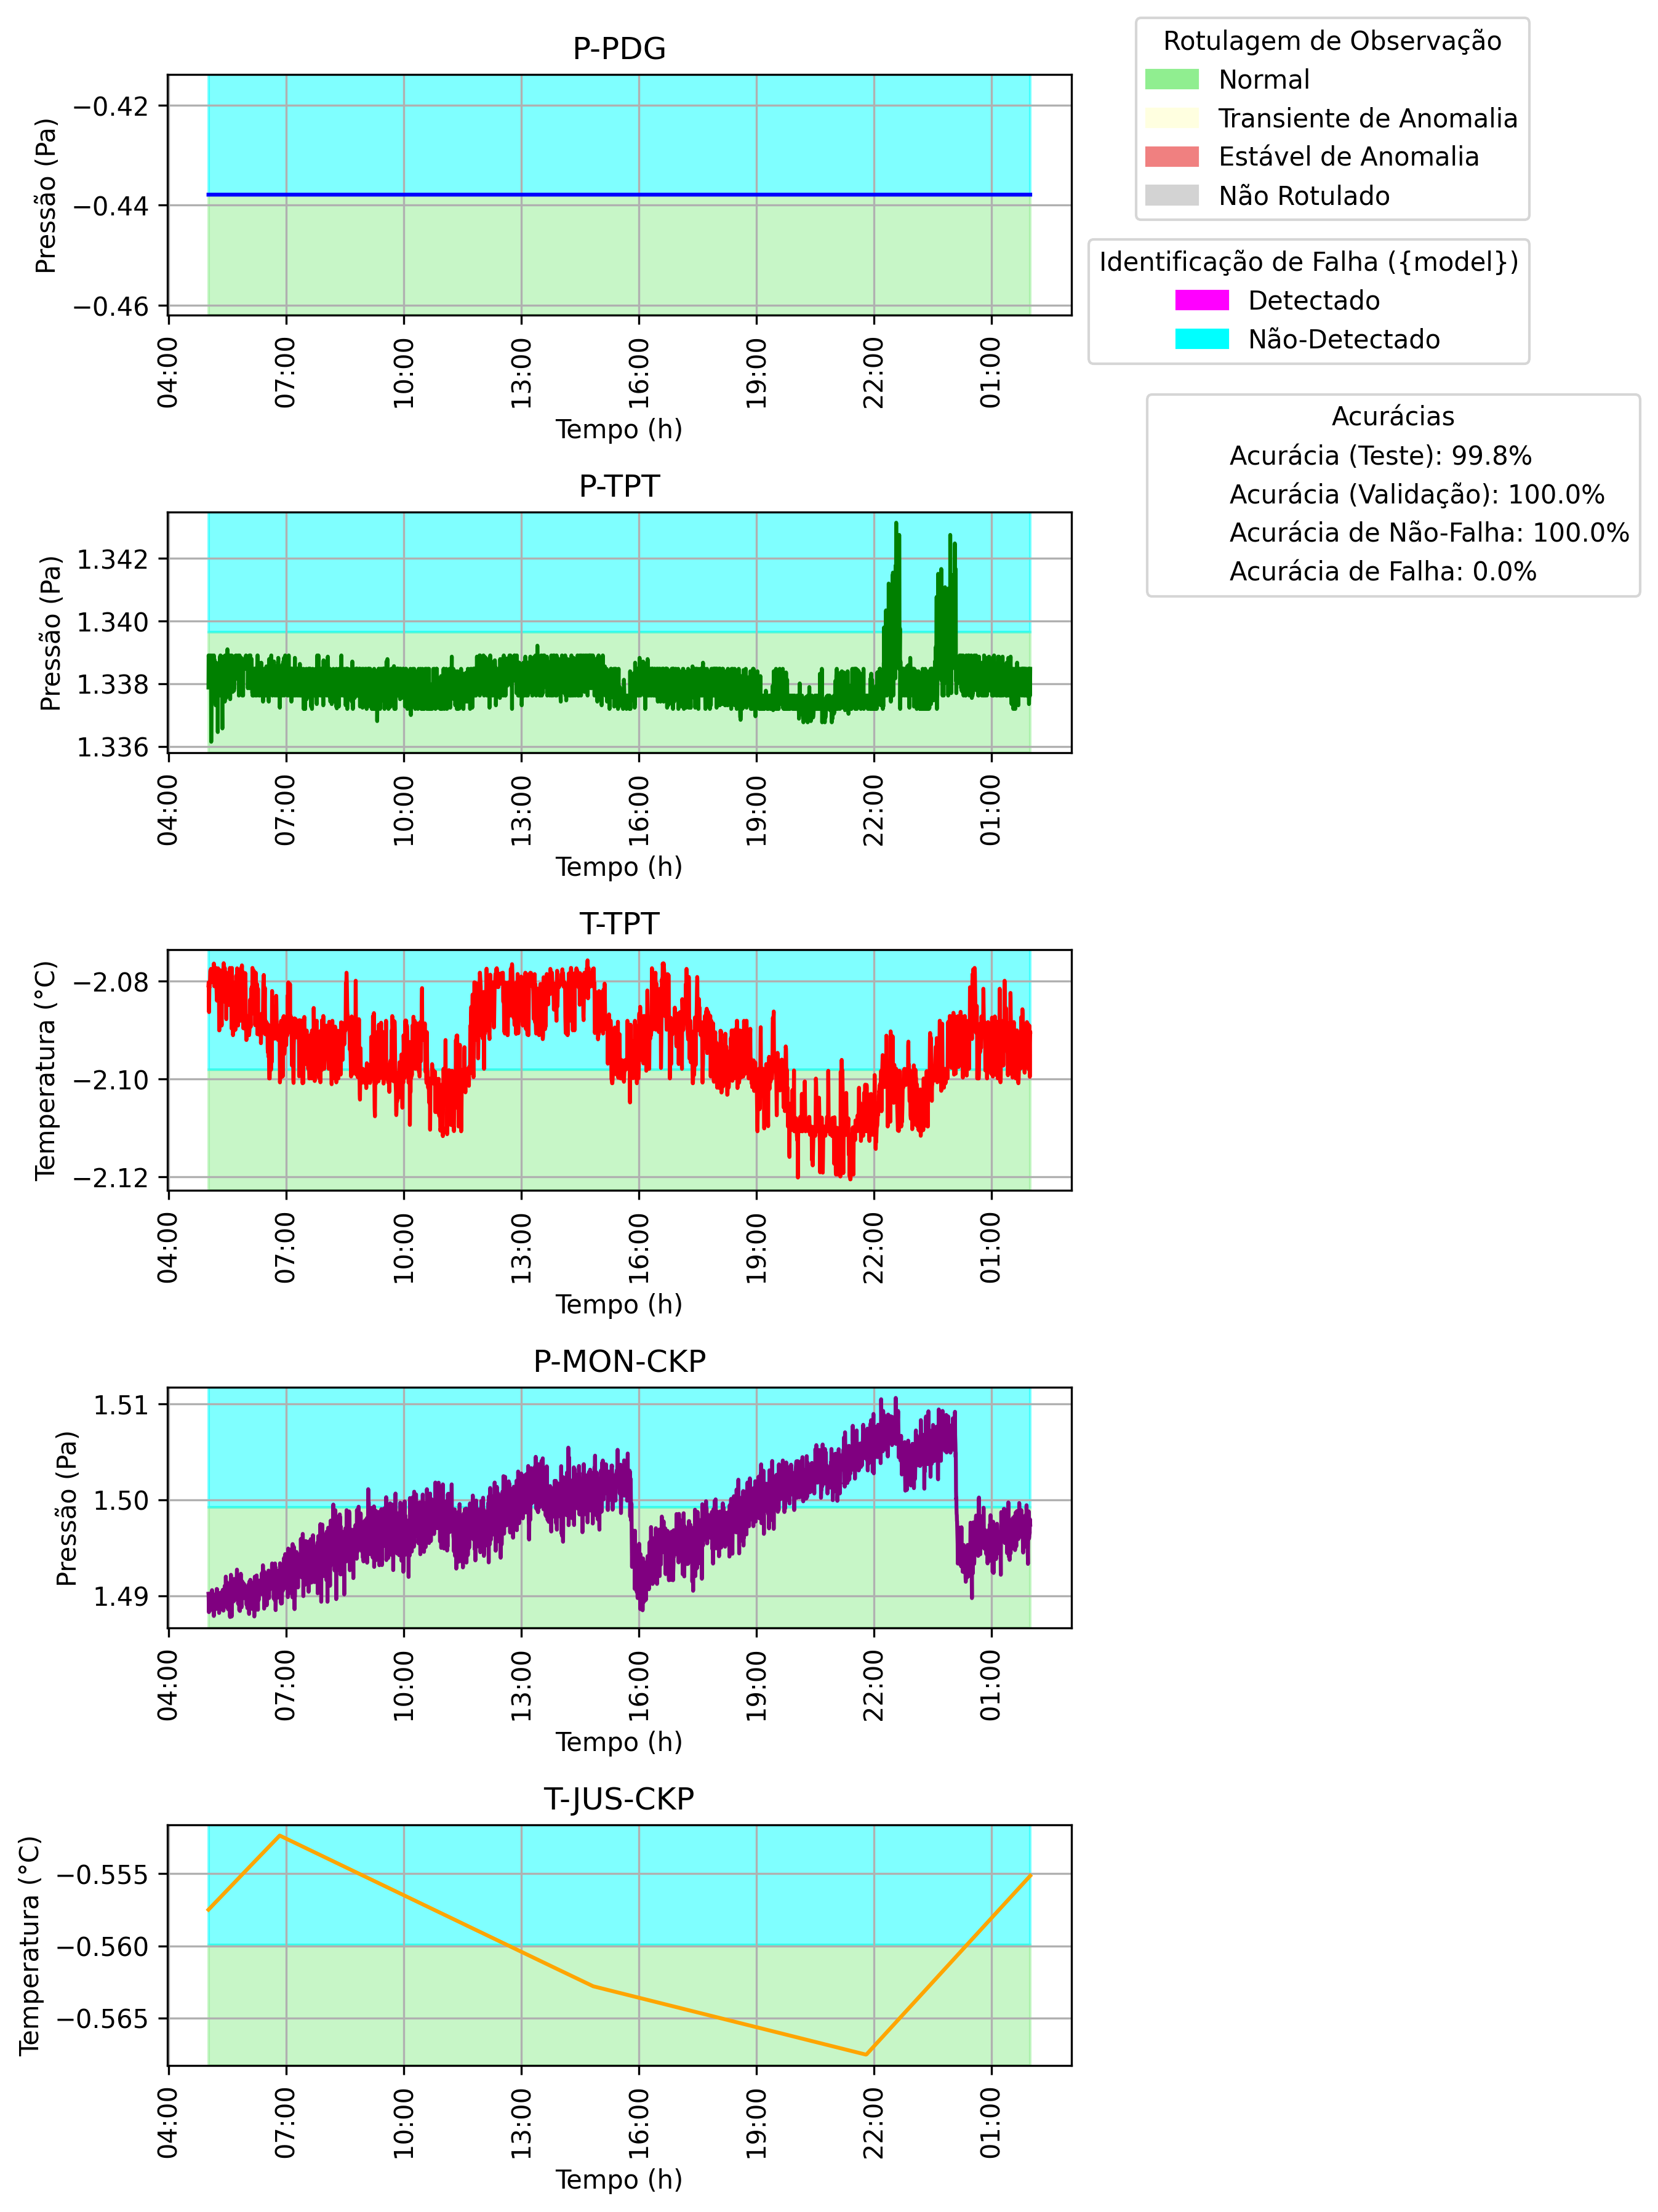 P-PDG
Pressão (Pa)
−0.42
−0.44
−0.46
04:00 07:00 10:00 13:00 16:00 19:00 22:00 01:00
Tempo (h)
Rotulagem de Observação
Normal
Transiente de Anomalia
Estável de Anomalia
Não Rotulado
Identificação de Falha ({model})
Detectado
Não-Detectado
Acurácias
Acurácia (Teste): 99.8%
Acurácia (Validação): 100.0%
Acurácia de Não-Falha: 100.0%
Acurácia de Falha: 0.0%
P-TPT
Pressão (Pa)
1.342
1.340
1.338
1.336
04:00 07:00 10:00 13:00 16:00 19:00 22:00 01:00
Tempo (h)
T-TPT
Temperatura (°C)
−2.08
−2.10
−2.12
04:00 07:00 10:00 13:00 16:00 19:00 22:00 01:00
Tempo (h)
P-MON-CKP
Pressão (Pa)
1.51
1.50
1.49
04:00 07:00 10:00 13:00 16:00 19:00 22:00 01:00
Tempo (h)
T-JUS-CKP
Temperatura (°C)
−0.555
−0.560
−0.565
04:00 07:00 10:00 13:00 16:00 19:00 22:00 01:00
Tempo (h)